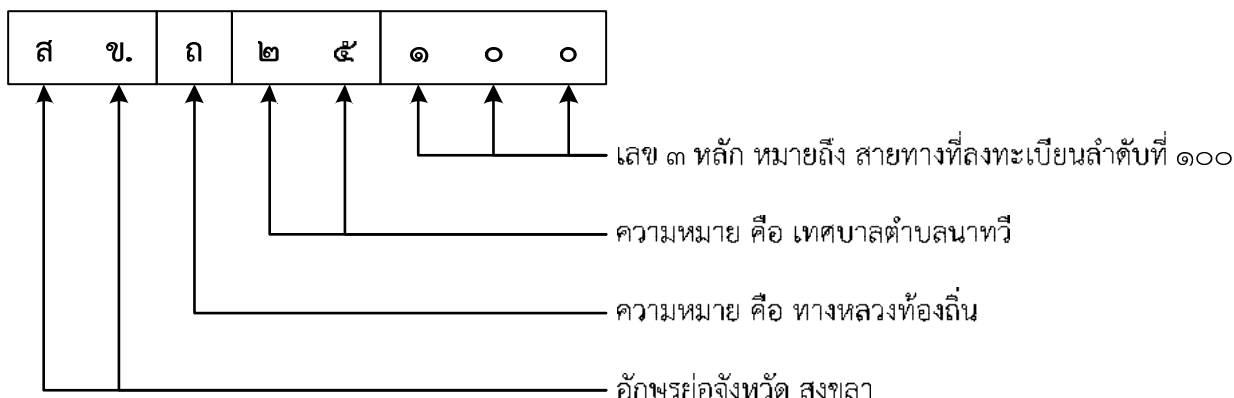 ส ข. ถ ๒ ๕ ๑ ๐ ๐
เลข ๓ หลัก หมายถึง สายทางที่ลงทะเบียนลำดับที่ ๑๐๐
ความหมาย คือ เทศบาลตำบลนาทวี
ความหมาย คือ ทางหลวงท้องถิ่น
อักษรย่อจังหวัด สงขลา